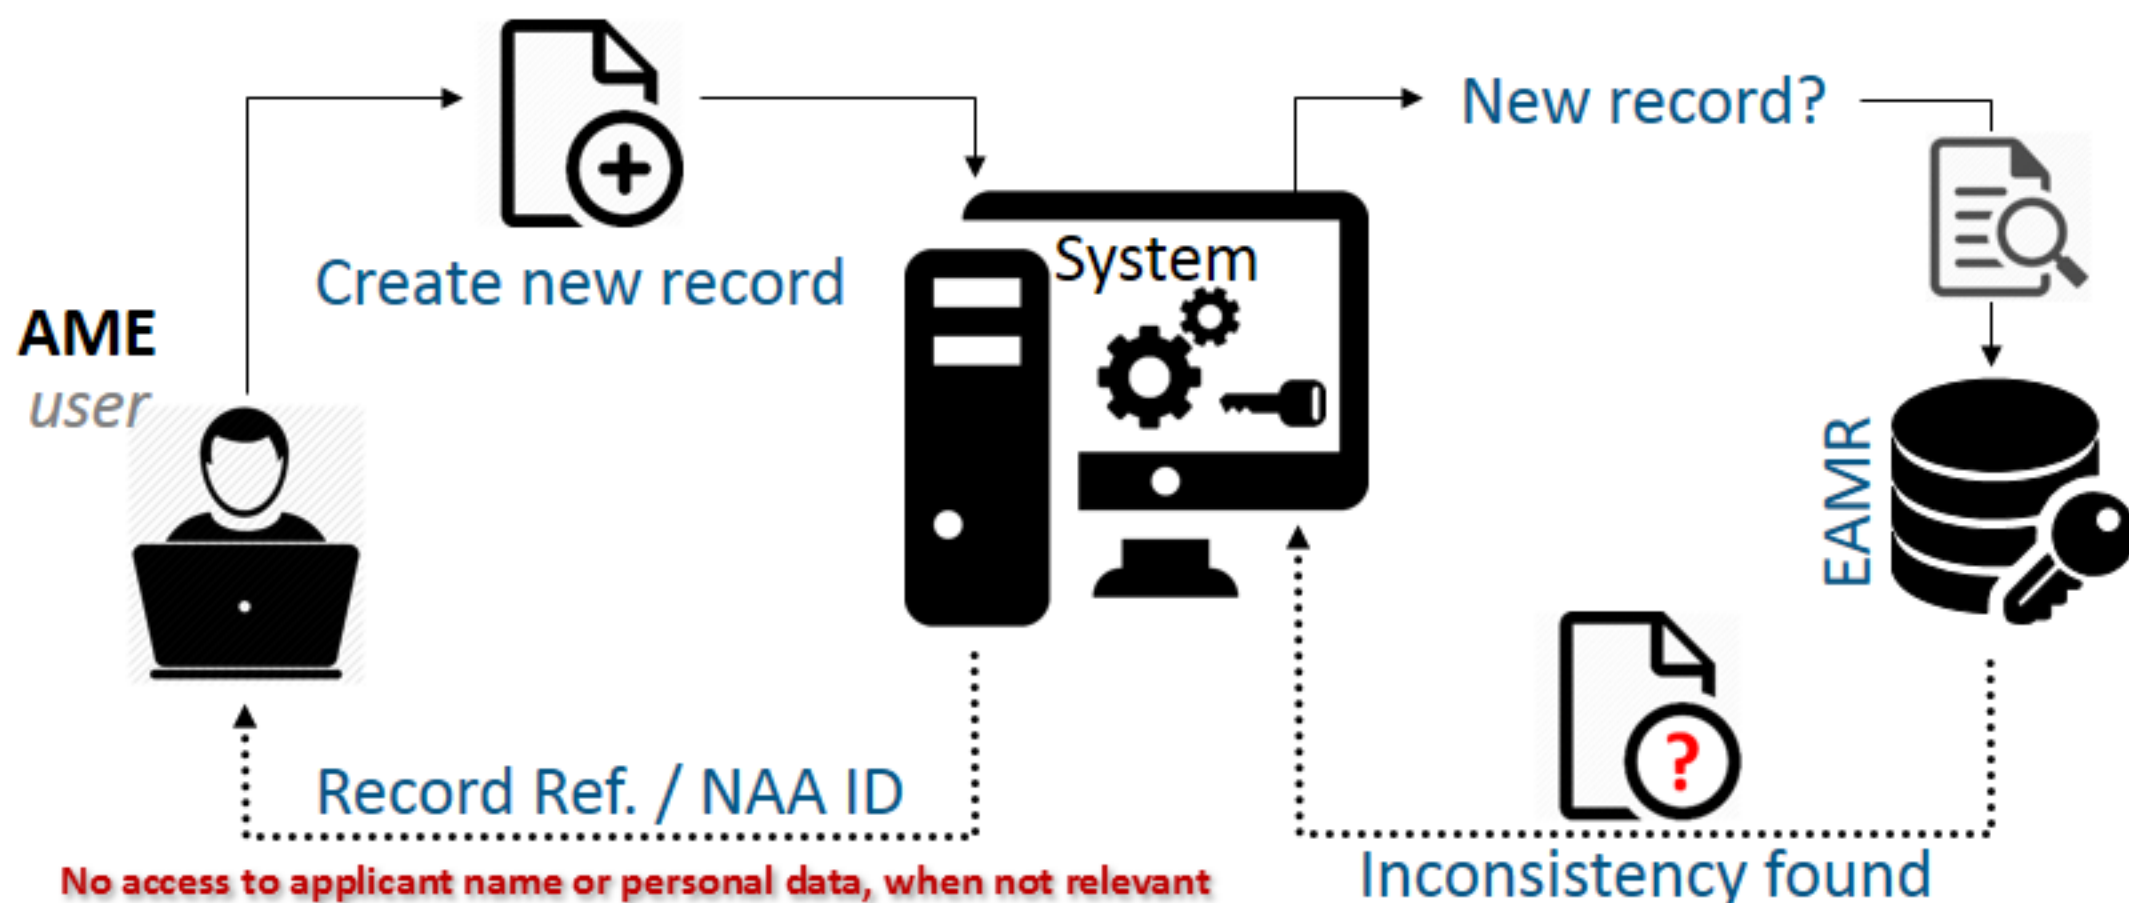 New record?
Create new record
System
AME
user
EAMR
?
Record Ref. / NAA ID
Inconsistency found
No access to applicant name or personal data, when not relevant